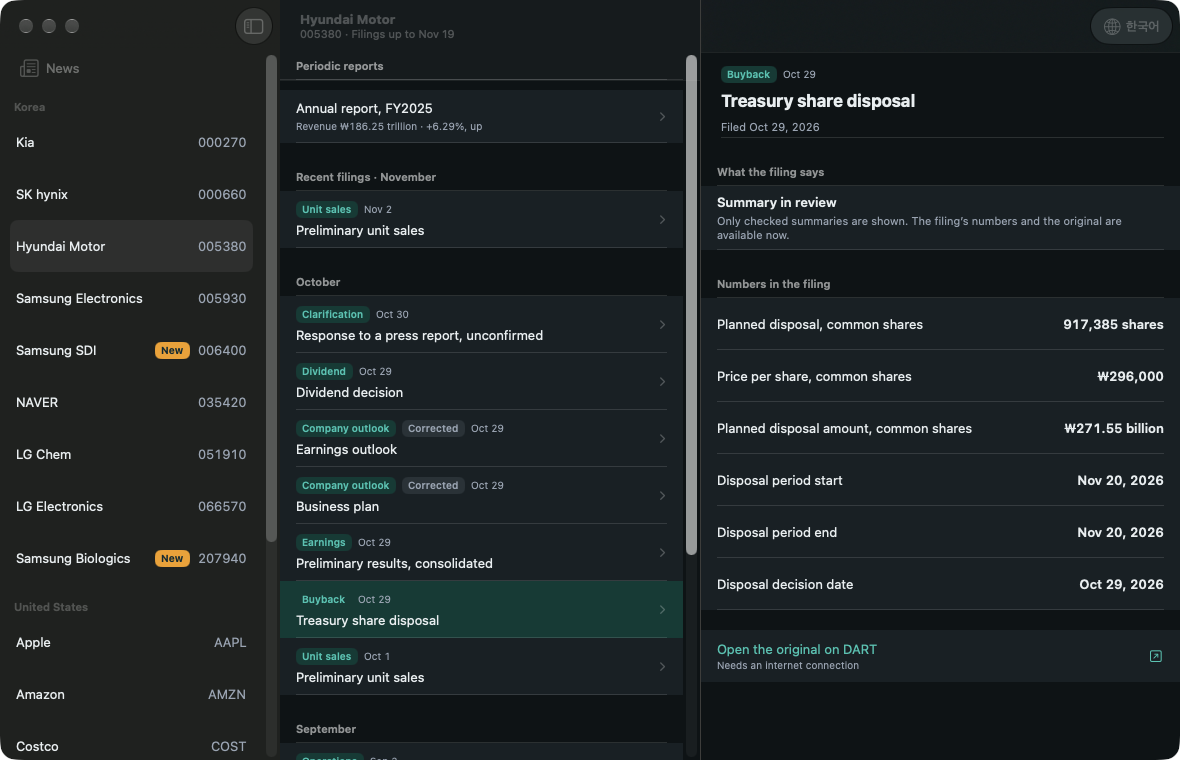 News
Korea
Kia 000270
SK hynix 000660
Hyundai Motor 005380
Samsung Electronics 005930
Samsung SDI New 006400
NAVER 035420
LG Chem 051910
LG Electronics 066570
Samsung Biologics New 207940
United States
Apple AAPL
Amazon AMZN
Costco COST
Hyundai Motor
005380 · Filings up to Nov 19
Periodic reports
Annual report, FY2025
Revenue ₩186.25 trillion · +6.29%, up
Recent filings · November
Unit sales Nov 2
Preliminary unit sales
October
Clarification Oct 30
Response to a press report, unconfirmed
Dividend Oct 29
Dividend decision
Company outlook Corrected Oct 29
Earnings outlook
Company outlook Corrected Oct 29
Business plan
Earnings Oct 29
Preliminary results, consolidated
Buyback Oct 29
Treasury share disposal
Unit sales Oct 1
Preliminary unit sales
September
한국어
Buyback Oct 29
Treasury share disposal
Filed Oct 29, 2026
What the filing says
Summary in review
Only checked summaries are shown. The filing's numbers and the original are
available now.
Numbers in the filing
Planned disposal, common shares 917,385 shares
Price per share, common shares ₩296,000
Planned disposal amount, common shares ₩271.55 billion
Disposal period start Nov 20, 2026
Disposal period end Nov 20, 2026
Disposal decision date Oct 29, 2026
Open the original on DART
Needs an internet connection